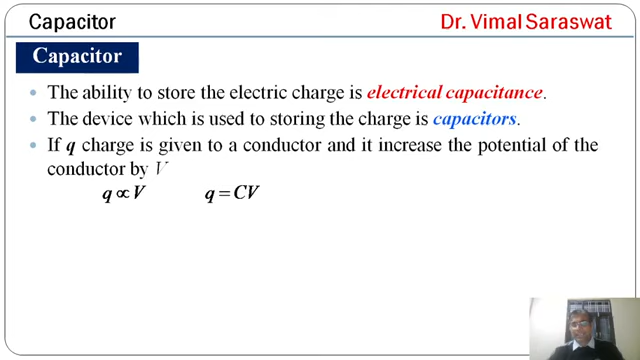 Capacitor Dr. Vimal Saraswat
Capacitor
• The ability to store the electric charge is electrical capacitance.
• The device which is used to storing the charge is capacitors.
• If q charge is given to a conductor and it increase the potential of the
conductor by V
q ∝ V q = CV